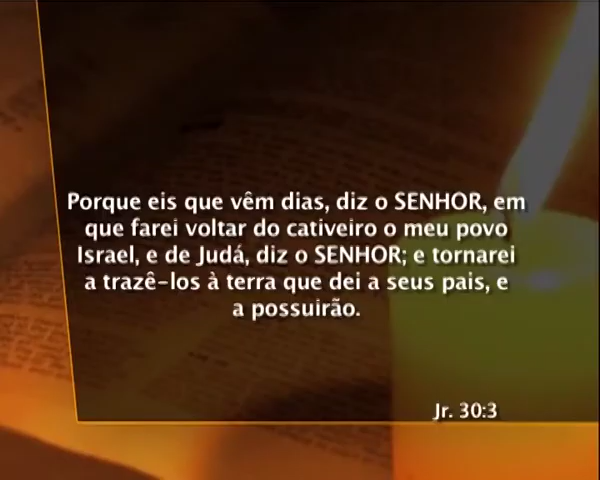 Porque eis que vêm dias, diz o SENHOR, em
que farei voltar do cativeiro o meu povo
Israel, e de Judá, diz o SENHOR; e tornarei
a trazê-los à terra que dei a seus pais, e
a possuirão.
Jr. 30:3